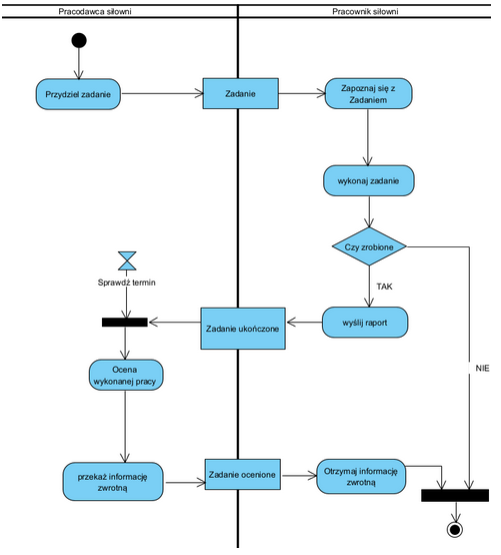 Pracodawca siłowni
Pracownik siłowni
Przydziel zadanie
Zadanie
Zapoznaj się z
Zadaniem
wykonaj zadanie
Czy zrobione
TAK
Sprawdź termin
Zadanie ukończone
wyślij raport
NIE
Ocena
wykonanej pracy
przekaż informację
zwrotną
Zadanie ocenione
Otrzymaj informację
zwrotną